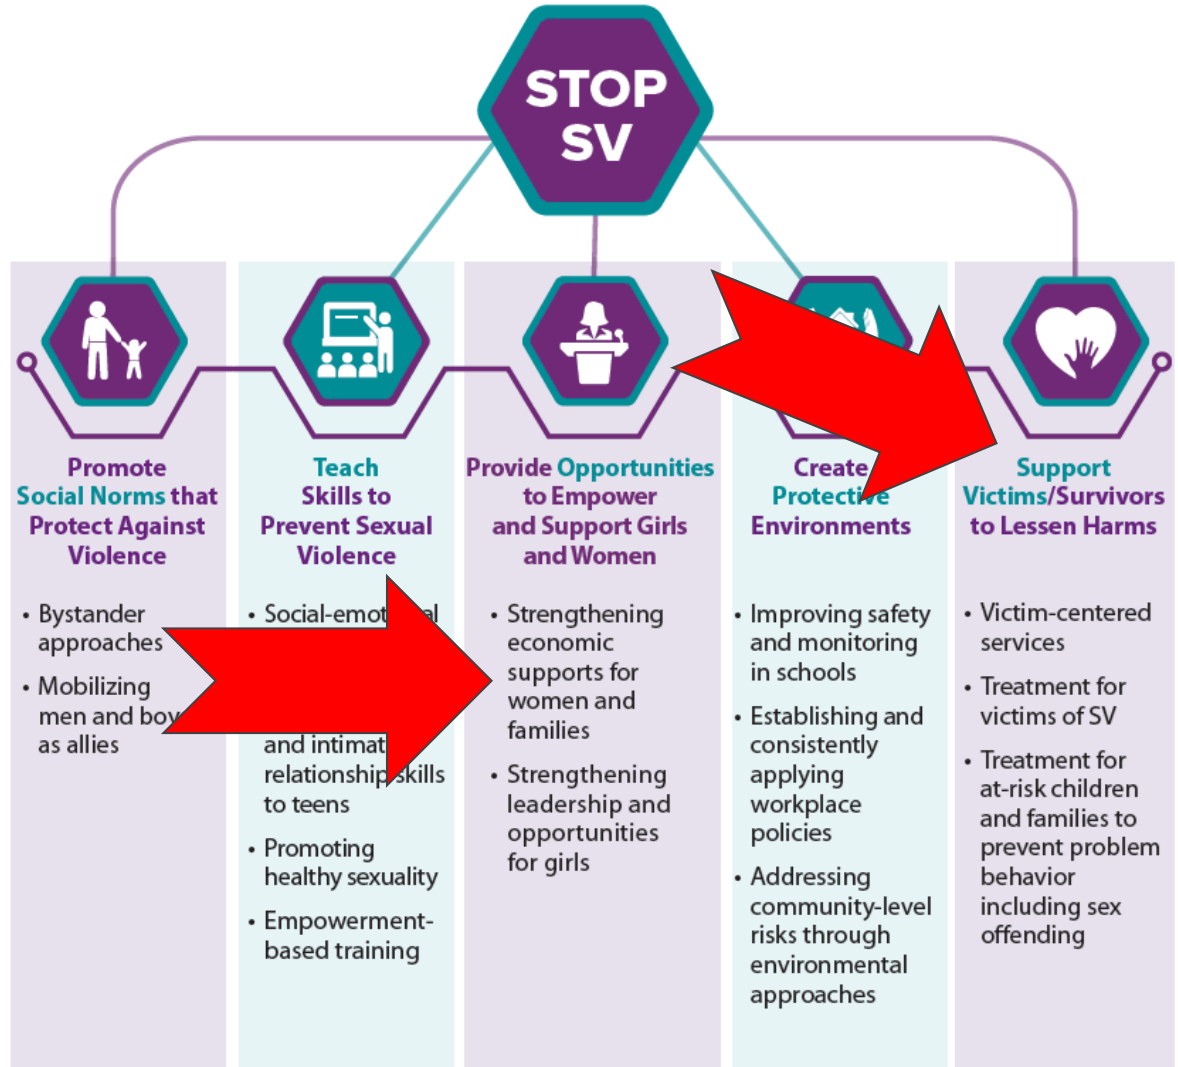 STOP
SV
Promote
Social Norms that
Protect Against
Violence
• Bystander
approaches
• Mobilizing
men and boy
as allies
Teach
Skills to
Prevent Sexual
Violence
• Social-emot
and intimat
relationship skills
to teens
• Promoting
healthy sexuality
• Empowerment-
based training
Provide Opportunities
to Empower
and Support Girls
and Women
• Strengthening
economic
supports for
women and
families
• Strengthening
leadership and
opportunities
for girls
Create
Protective
Environments
• Improving safety
and monitoring
in schools
• Establishing and
consistently
applying
workplace
policies
• Addressing
community-level
risks through
environmental
approaches
Support
Victims/Survivors
to Lessen Harms
• Victim-centered
services
• Treatment for
victims of SV
• Treatment for
at-risk children
and families to
prevent problem
behavior
including sex
offending